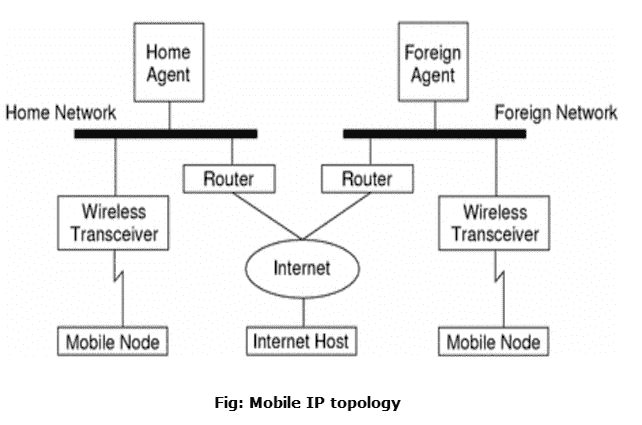 Home
Agent
Foreign
Agent
Home Network
Foreign Network
Router
Router
Wireless
Transceiver
Wireless
Transceiver
Internet
Mobile Node
Internet Host
Mobile Node
Fig: Mobile IP topology